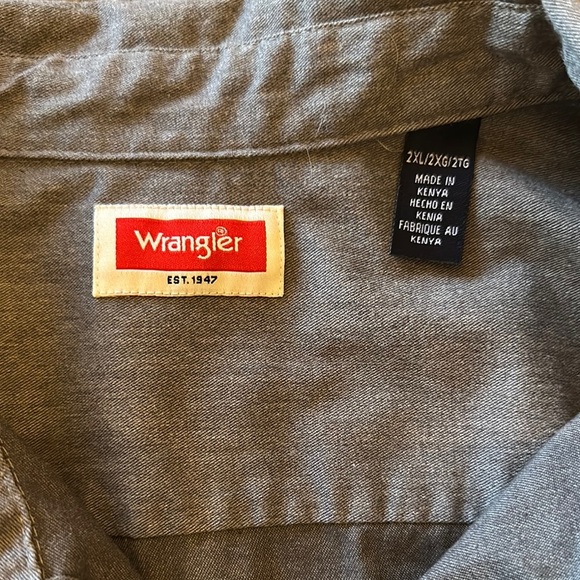 Wrangler
EST. 1947
2XL/2XG/2TG
MADE IN
KENYA
HECHO EN
KENIA
FABRIQUE AU
KENYA